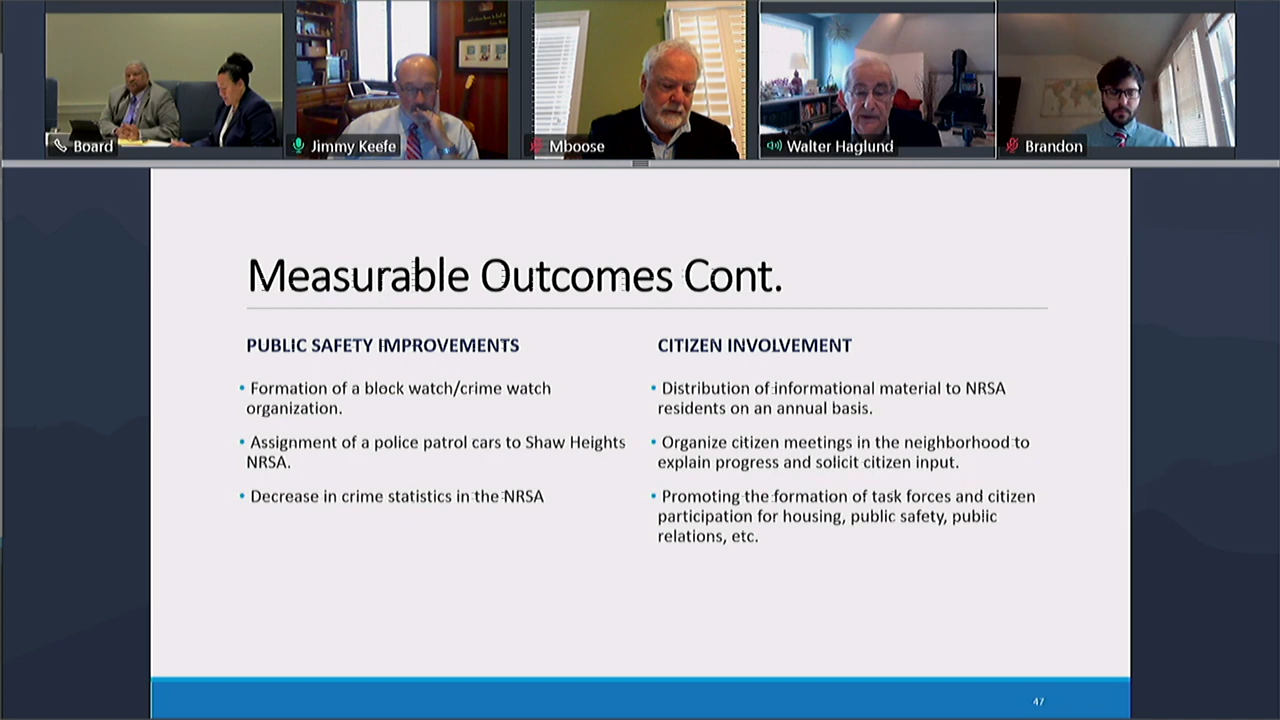 Board
Jimmy Keefe
Mboose
Walter Haglund
Brandon
Measurable Outcomes Cont.
PUBLIC SAFETY IMPROVEMENTS
• Formation of a block watch/crime watch
organization.
• Assignment of a police patrol cars to Shaw Heights
NRSA.
• Decrease in crime statistics in the NRSA
CITIZEN INVOLVEMENT
• Distribution of informational material to NRSA
residents on an annual basis.
• Organize citizen meetings in the neighborhood to
explain progress and solicit citizen input.
• Promoting the formation of task forces and citizen
participation for housing, public safety, public
relations, etc.
47